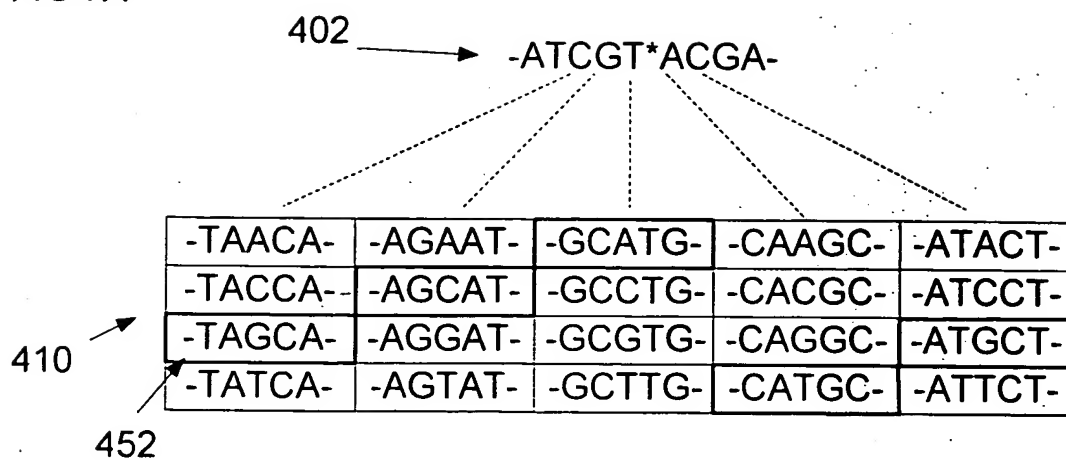 402
-ATCGT*ACGA-
-TAACA- -AGAAT- -GCATG- -CAAGC- -ATACT-
-TACCA- -AGCAT- -GCCTG- -CACGC- -ATCCT-
410
-TAGCA- -AGGAT- -GCGTG- -CAGGC- -ATGCT-
-TATCA- -AGTAT- -GCTTG- -CATGC- -ATTCT-
452